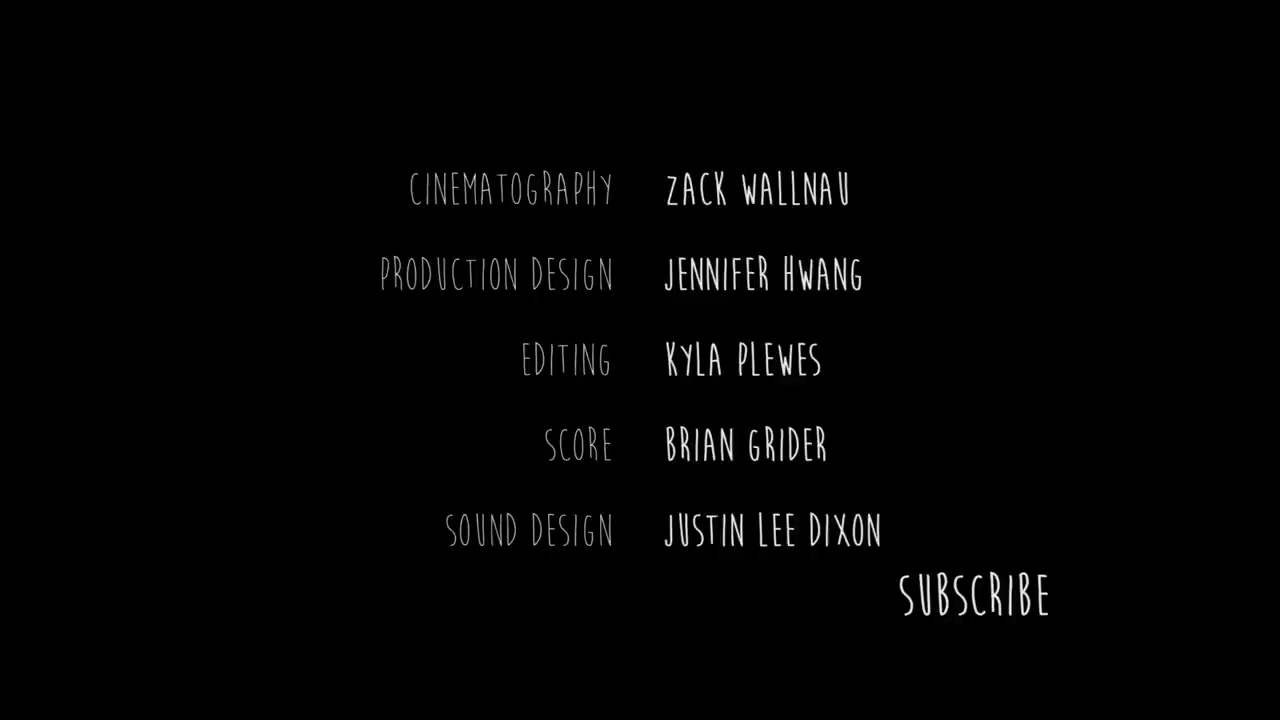 CINEMATOGRAPHY ZACK WALLNAU
PRODUCTION DESIGN JENNIFER HWANG
EDITING KYLA PLEWES
SCORE BRIAN GRIDER
SOUND DESIGN JUSTIN LEE DIXON
SUBSCRIBE